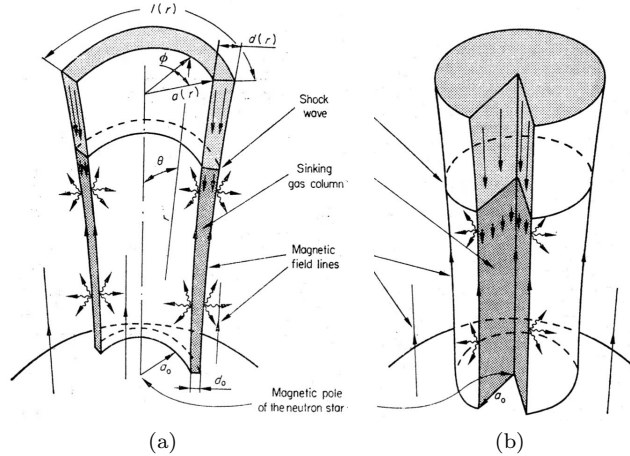 l(r)
d(r)
ϕ
a(r)
Shock
wave
θ
Sinking
gas column
Magnetic
field lines
a₀
d₀
Magnetic pole
of the neutron star
a₀
(a)
(b)